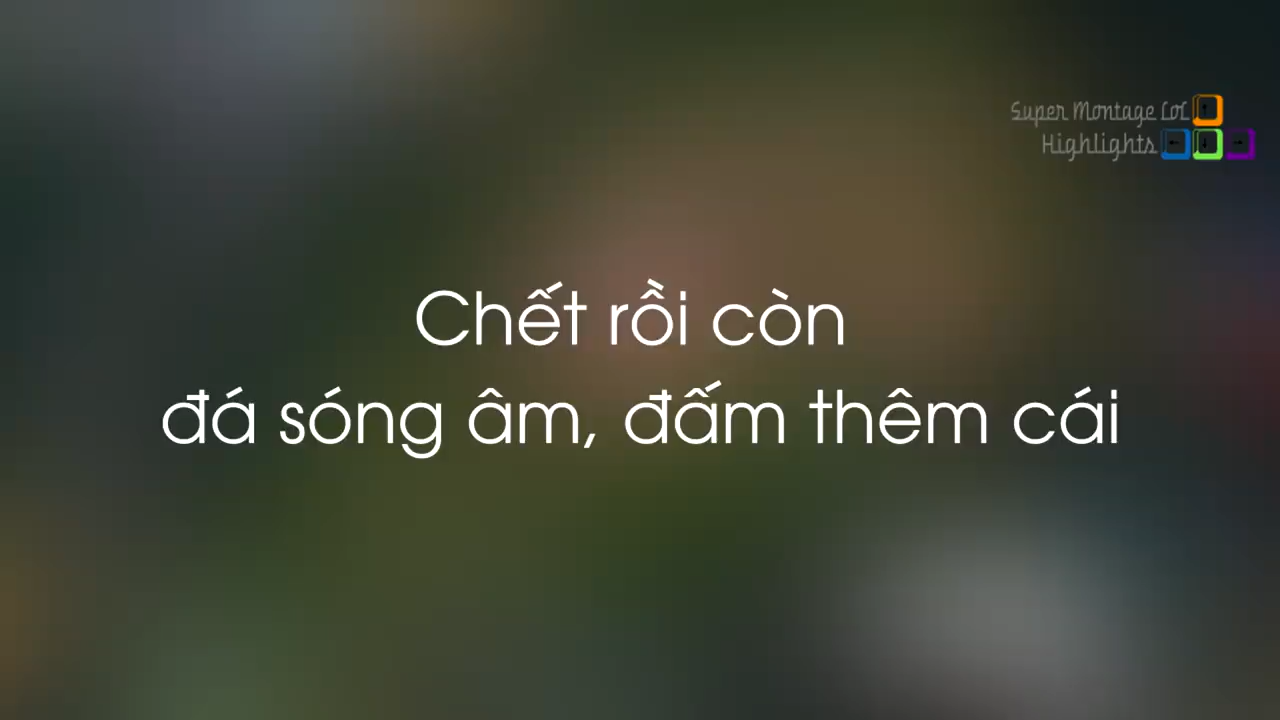 Super Montage LoL
Highlights
Chết rồi còn
đá sóng âm, đấm thêm cái